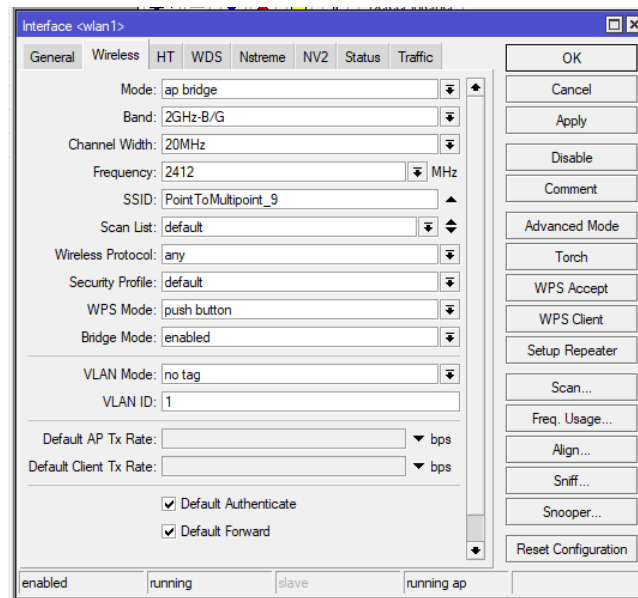 Interface <wlan1>
General Wireless HT WDS Nstreme NV2 Status Traffic
Mode: ap bridge
Band: 2GHz-B/G
Channel Width: 20MHz
Frequency: 2412 MHz
SSID: PointToMultipoint_9
Scan List: default
Wireless Protocol: any
Security Profile: default
WPS Mode: push button
Bridge Mode: enabled
VLAN Mode: no tag
VLAN ID: 1
Default AP Tx Rate: bps
Default Client Tx Rate: bps
Default Authenticate
Default Forward
OK
Cancel
Apply
Disable
Comment
Advanced Mode
Torch
WPS Accept
WPS Client
Setup Repeater
Scan...
Freq. Usage...
Align...
Sniff...
Snooper...
Reset Configuration
enabled running slave running ap